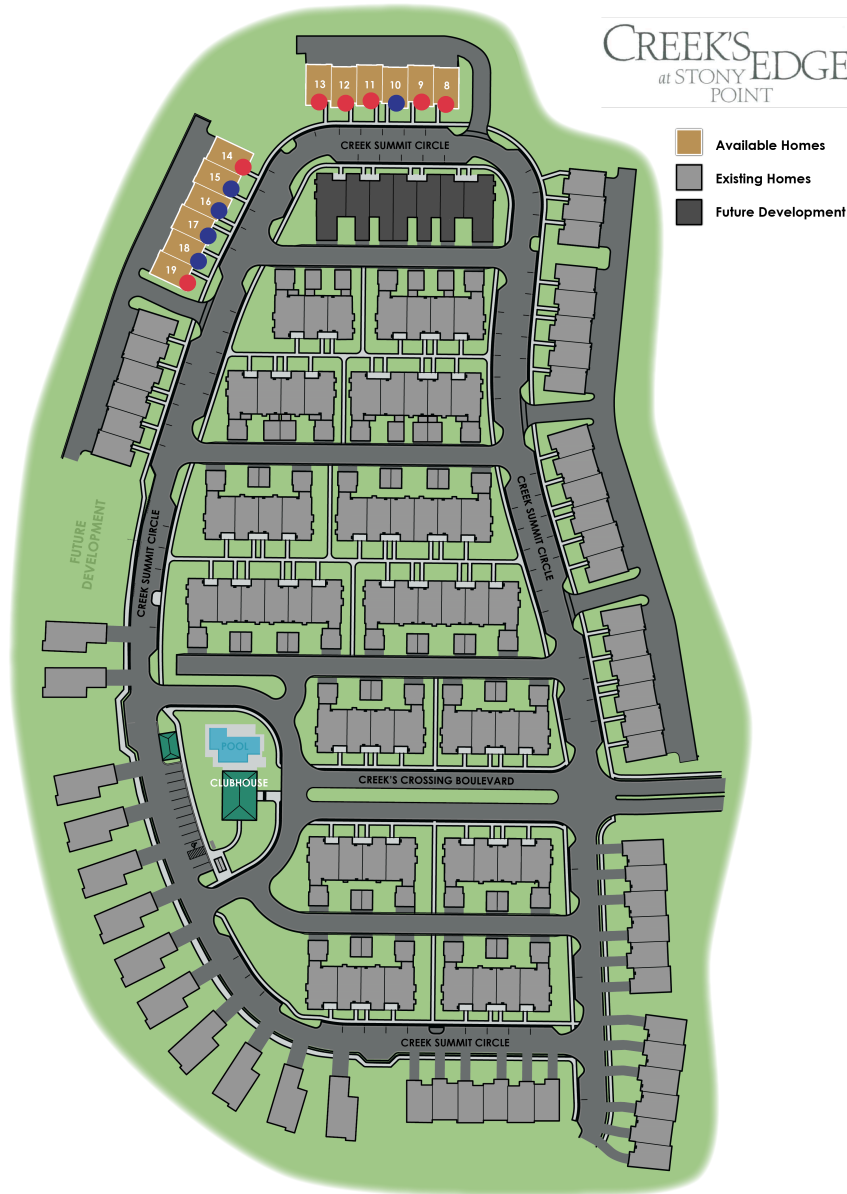 CREEK'S EDGE
at STONY
POINT
Available Homes
Existing Homes
Future Development
13 12 11 10 9 8
CREEK SUMMIT CIRCLE
14
15
16
17
18
19
CREEK SUMMIT CIRCLE
FUTURE
DEVELOPMENT
CREEK SUMMIT CIRCLE
POOL
CLUBHOUSE
CREEK'S CROSSING BOULEVARD
CREEK SUMMIT CIRCLE